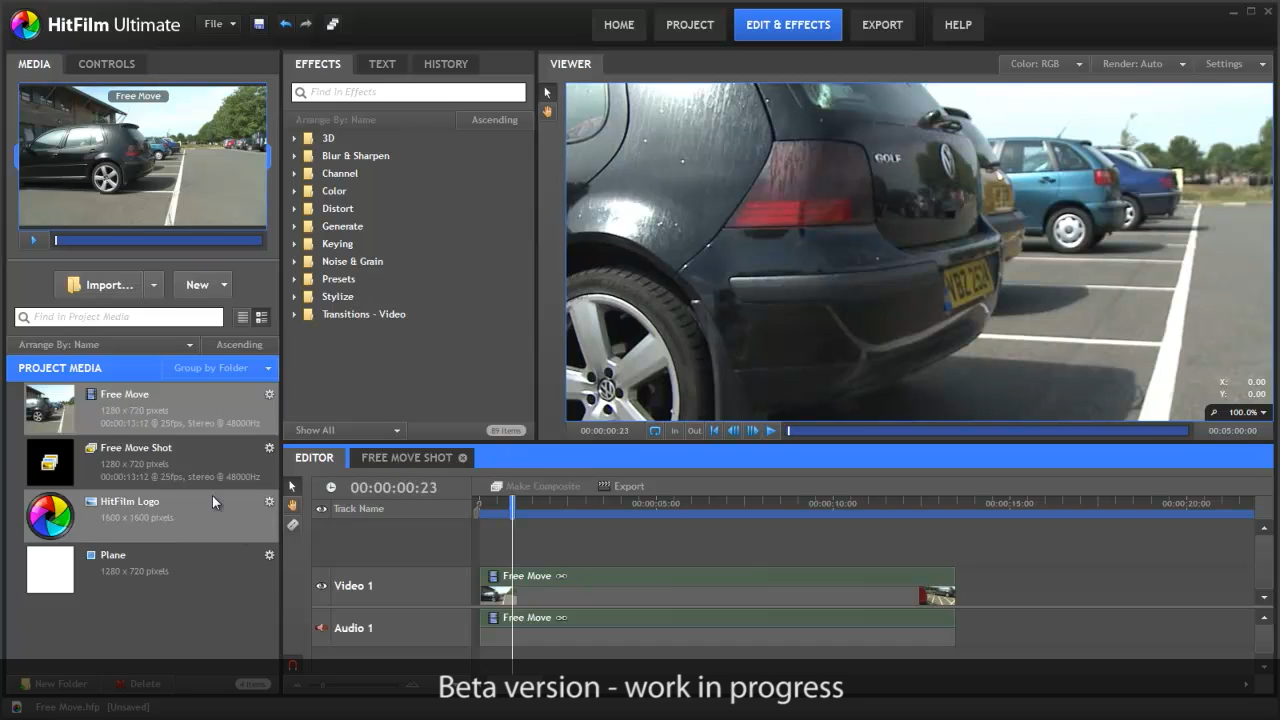 HitFilm Ultimate
File
HOME
PROJECT
EDIT & EFFECTS
EXPORT
HELP
MEDIA
CONTROLS
Free Move
Import...
New
Find in Project Media
Arrange By: Name
Ascending
PROJECT MEDIA
Group by Folder
Free Move
1280 x 720 pixels
00:00:13:12 @ 25fps, Stereo @ 48000Hz
Free Move Shot
1280 x 720 pixels
00:00:13:12 @ 25fps, stereo @ 48000Hz
HitFilm Logo
1600 x 1600 pixels
Plane
1280 x 720 pixels
New Folder
Delete
4 items
Free Move.hfp [Unsaved]
EFFECTS
TEXT
HISTORY
Find in Effects
Arrange By: Name
Ascending
3D
Blur & Sharpen
Channel
Color
Distort
Generate
Keying
Noise & Grain
Presets
Stylize
Transitions - Video
Show All
89 items
VIEWER
Color: RGB
Render: Auto
Settings
GOLF
X: 0.00
Y: 0.00
100.0%
00:00:00:23
In
Out
00:05:00:00
EDITOR
FREE MOVE SHOT
00:00:00:23
Make Composite
Export
Track Name
0
00:00:05:00
00:00:10:00
00:00:15:00
00:00:20:00
Video 1
Free Move
Audio 1
Free Move
Beta version - work in progress